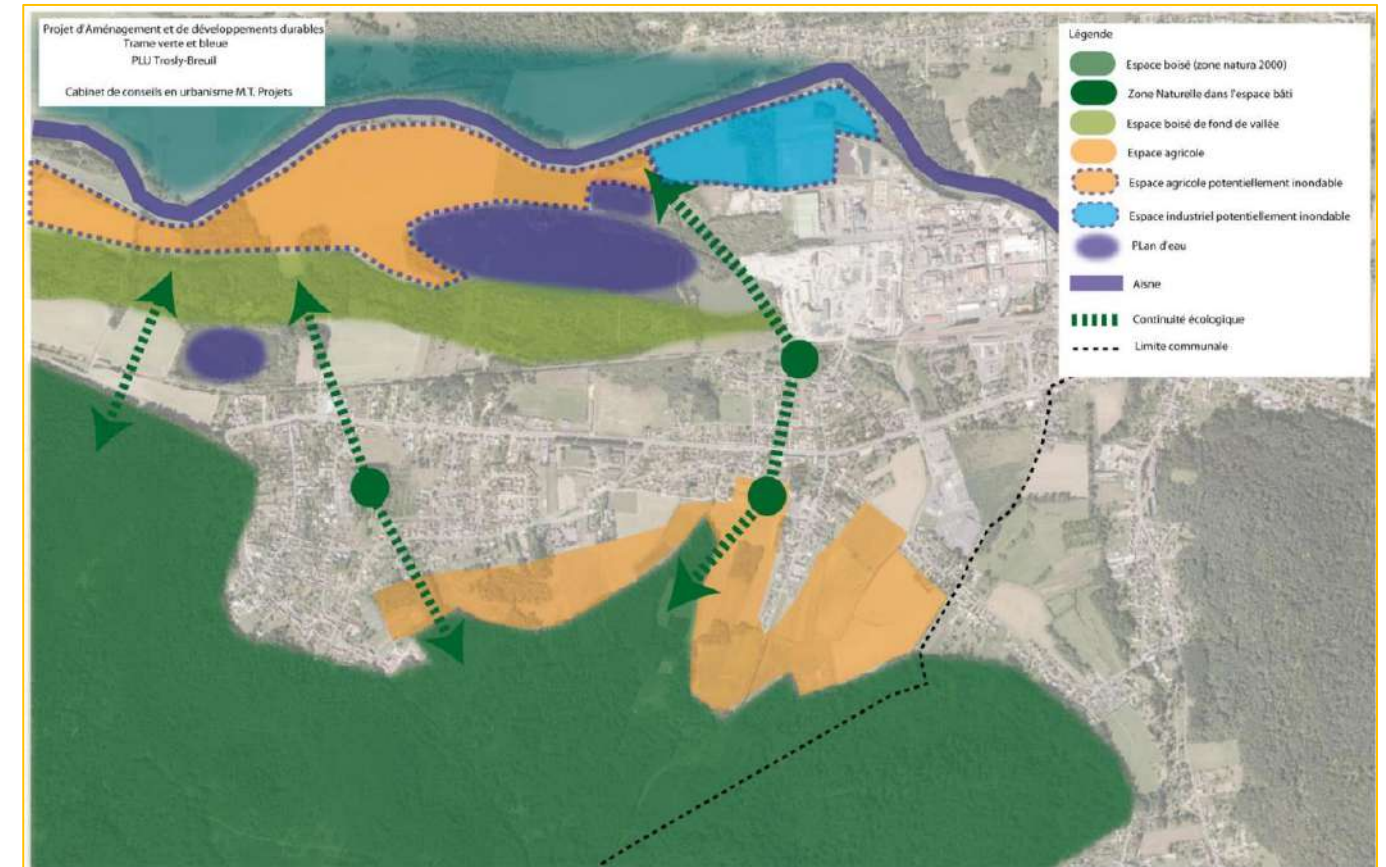 Projet d'Aménagement et de développements durables
Trame verte et bleue
PLU Trosly-Breuil
Cabinet de conseils en urbanisme M.T. Projets
Légende
Espace boisé (zone natura 2000)
Zone Naturelle dans l'espace bâti
Espace boisé de fond de vallée
Espace agricole
Espace agricole potentiellement inondable
Espace industriel potentiellement inondable
PLan d'eau
Aisne
Continuité écologique
Limite communale